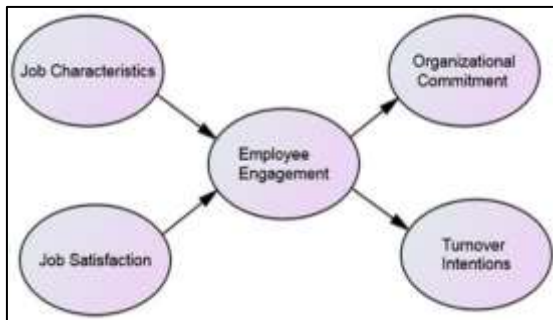 Job Characteristics
Organizational
Commitment
Employee
Engagement
Job Satisfaction
Turnover
Intentions